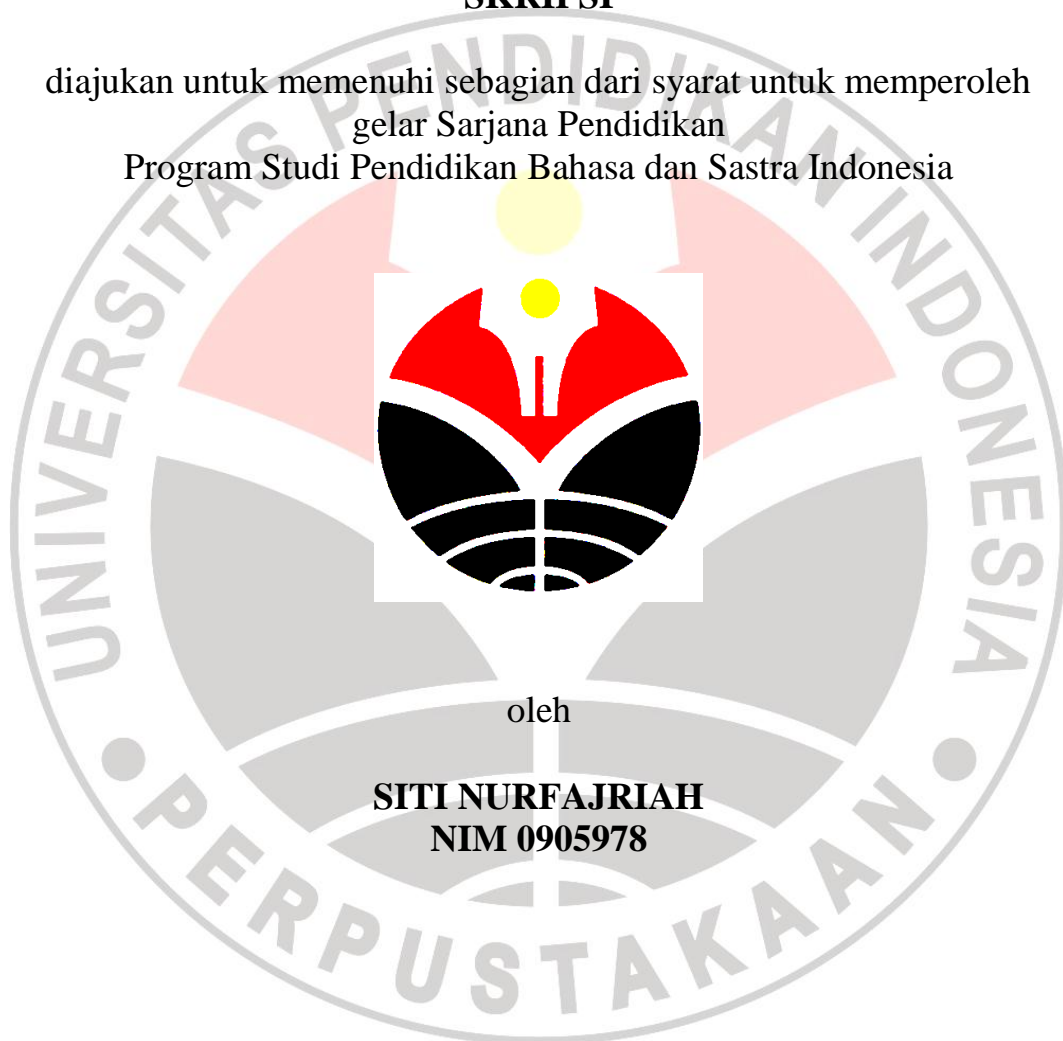 SKRIPSI
diajukan untuk memenuhi sebagian dari syarat untuk memperoleh
gelar Sarjana Pendidikan
Program Studi Pendidikan Bahasa dan Sastra Indonesia
UNIVERSITAS PENDIDIKAN INDONESIA
oleh
SITI NURFAJRIAH
NIM 0905978
PERPUSTAKAAN